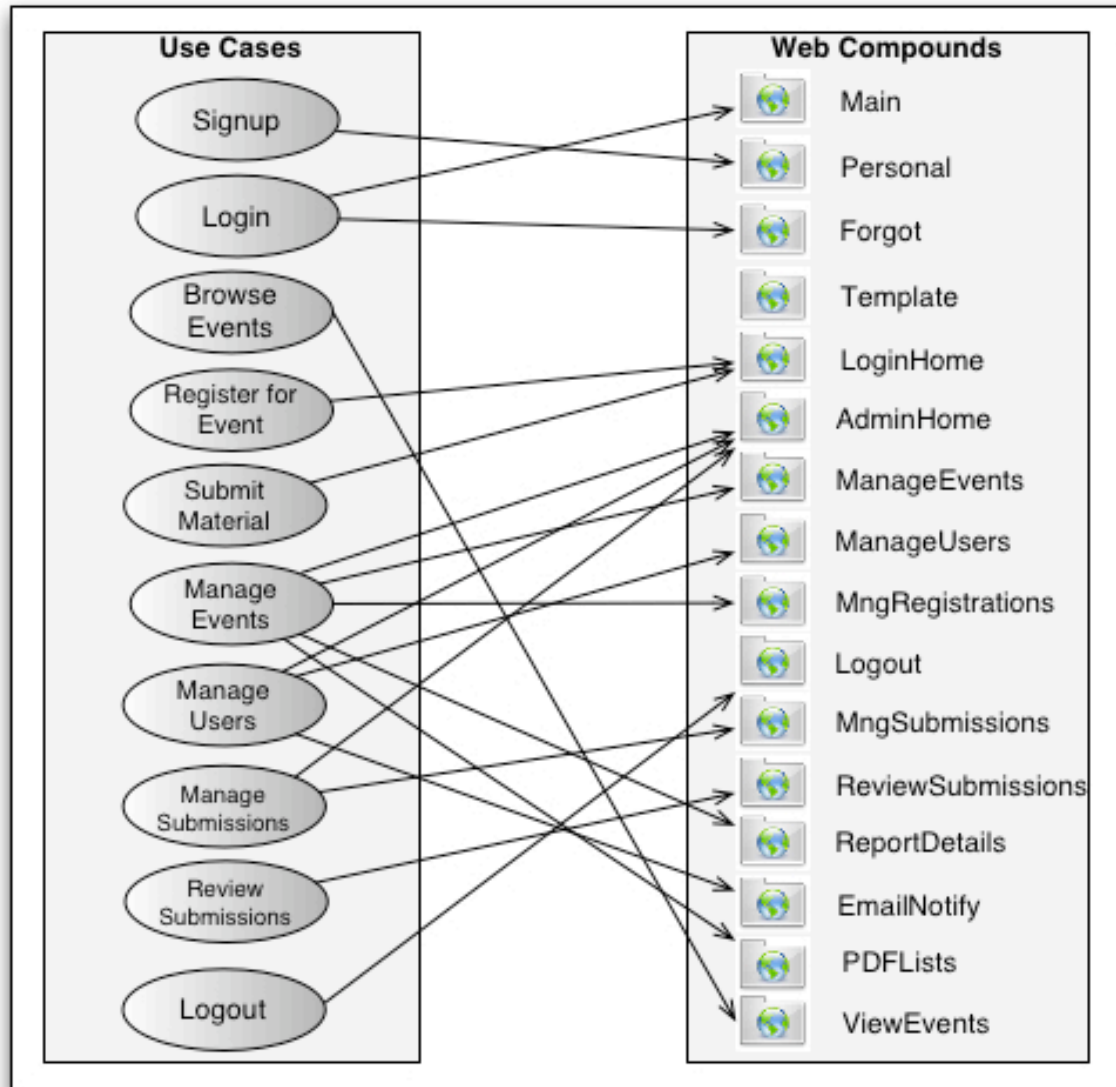 Use Cases
Signup
Login
Browse
Events
Register for
Event
Submit
Material
Manage
Events
Manage
Users
Manage
Submissions
Review
Submissions
Logout
Web Compounds
Main
Personal
Forgot
Template
LoginHome
AdminHome
ManageEvents
ManageUsers
MngRegistrations
Logout
MngSubmissions
ReviewSubmissions
ReportDetails
EmailNotify
PDFLists
ViewEvents